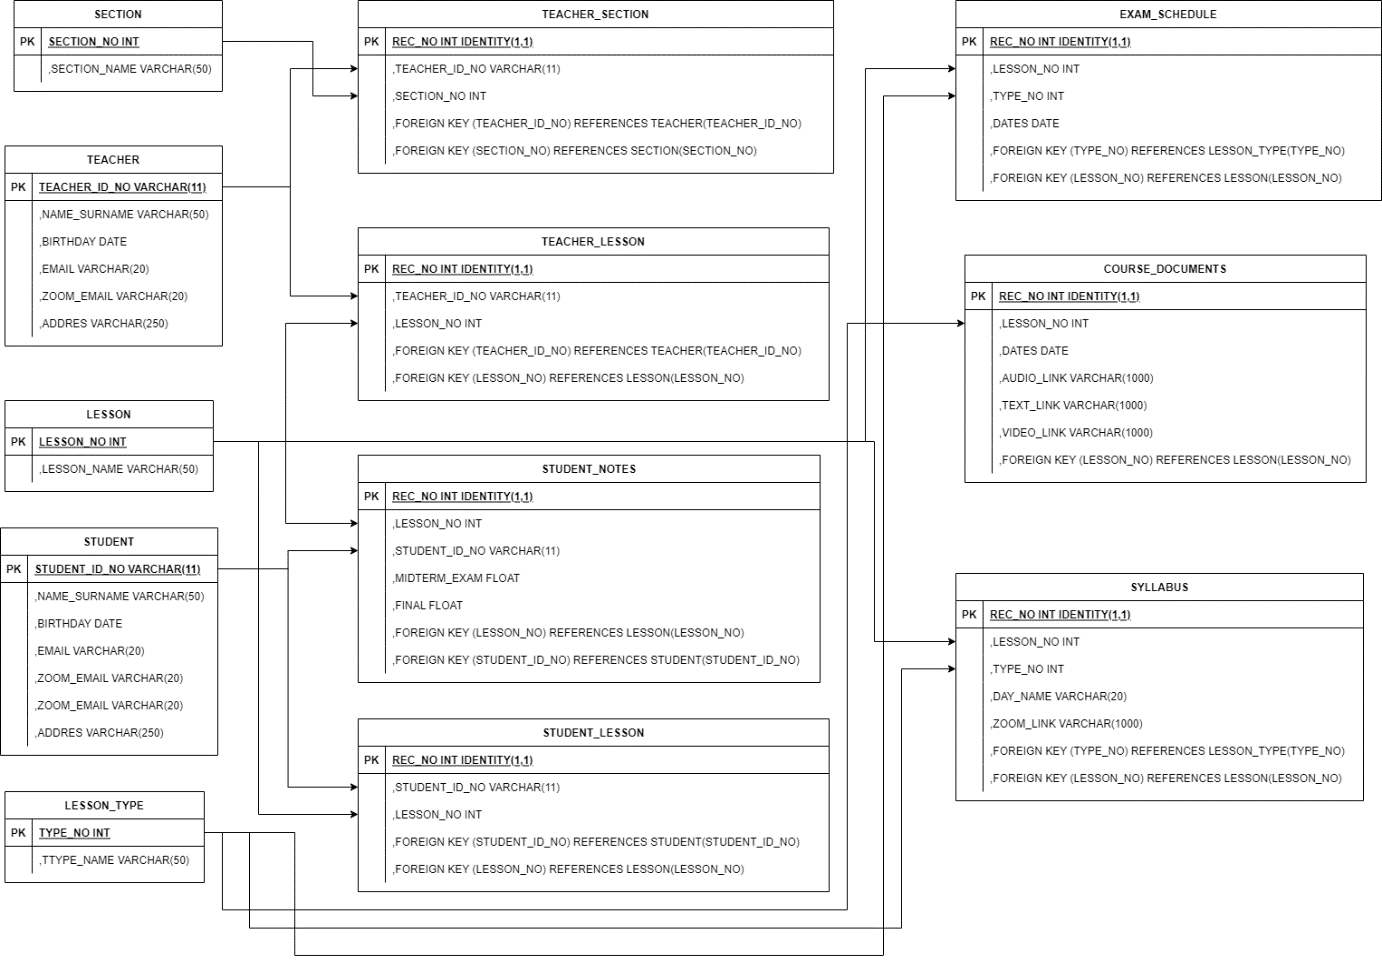 SECTION
PK SECTION_NO INT
,SECTION_NAME VARCHAR(50)
TEACHER
PK TEACHER_ID_NO VARCHAR(11)
,NAME_SURNAME VARCHAR(50)
,BIRTHDAY DATE
,EMAIL VARCHAR(20)
,ZOOM_EMAIL VARCHAR(20)
,ADDRES VARCHAR(250)
LESSON
PK LESSON_NO INT
,LESSON_NAME VARCHAR(50)
STUDENT
PK STUDENT_ID_NO VARCHAR(11)
,NAME_SURNAME VARCHAR(50)
,BIRTHDAY DATE
,EMAIL VARCHAR(20)
,ZOOM_EMAIL VARCHAR(20)
,ZOOM_EMAIL VARCHAR(20)
,ADDRES VARCHAR(250)
LESSON_TYPE
PK TYPE_NO INT
,TTYPE_NAME VARCHAR(50)
TEACHER_SECTION
PK REC_NO INT IDENTITY(1,1)
,TEACHER_ID_NO VARCHAR(11)
,SECTION_NO INT
,FOREIGN KEY (TEACHER_ID_NO) REFERENCES TEACHER(TEACHER_ID_NO)
,FOREIGN KEY (SECTION_NO) REFERENCES SECTION(SECTION_NO)
TEACHER_LESSON
PK REC_NO INT IDENTITY(1,1)
,TEACHER_ID_NO VARCHAR(11)
,LESSON_NO INT
,FOREIGN KEY (TEACHER_ID_NO) REFERENCES TEACHER(TEACHER_ID_NO)
,FOREIGN KEY (LESSON_NO) REFERENCES LESSON(LESSON_NO)
STUDENT_NOTES
PK REC_NO INT IDENTITY(1,1)
,LESSON_NO INT
,STUDENT_ID_NO VARCHAR(11)
,MIDTERM_EXAM FLOAT
,FINAL FLOAT
,FOREIGN KEY (LESSON_NO) REFERENCES LESSON(LESSON_NO)
,FOREIGN KEY (STUDENT_ID_NO) REFERENCES STUDENT(STUDENT_ID_NO)
STUDENT_LESSON
PK REC_NO INT IDENTITY(1,1)
,STUDENT_ID_NO VARCHAR(11)
,LESSON_NO INT
,FOREIGN KEY (STUDENT_ID_NO) REFERENCES STUDENT(STUDENT_ID_NO)
,FOREIGN KEY (LESSON_NO) REFERENCES LESSON(LESSON_NO)
EXAM_SCHEDULE
PK REC_NO INT IDENTITY(1,1)
,LESSON_NO INT
,TYPE_NO INT
,DATES DATE
,FOREIGN KEY (TYPE_NO) REFERENCES LESSON_TYPE(TYPE_NO)
,FOREIGN KEY (LESSON_NO) REFERENCES LESSON(LESSON_NO)
COURSE_DOCUMENTS
PK REC_NO INT IDENTITY(1,1)
,LESSON_NO INT
,DATES DATE
,AUDIO_LINK VARCHAR(1000)
,TEXT_LINK VARCHAR(1000)
,VIDEO_LINK VARCHAR(1000)
,FOREIGN KEY (LESSON_NO) REFERENCES LESSON(LESSON_NO)
SYLLABUS
PK REC_NO INT IDENTITY(1,1)
,LESSON_NO INT
,TYPE_NO INT
,DAY_NAME VARCHAR(20)
,ZOOM_LINK VARCHAR(1000)
,FOREIGN KEY (TYPE_NO) REFERENCES LESSON_TYPE(TYPE_NO)
,FOREIGN KEY (LESSON_NO) REFERENCES LESSON(LESSON_NO)